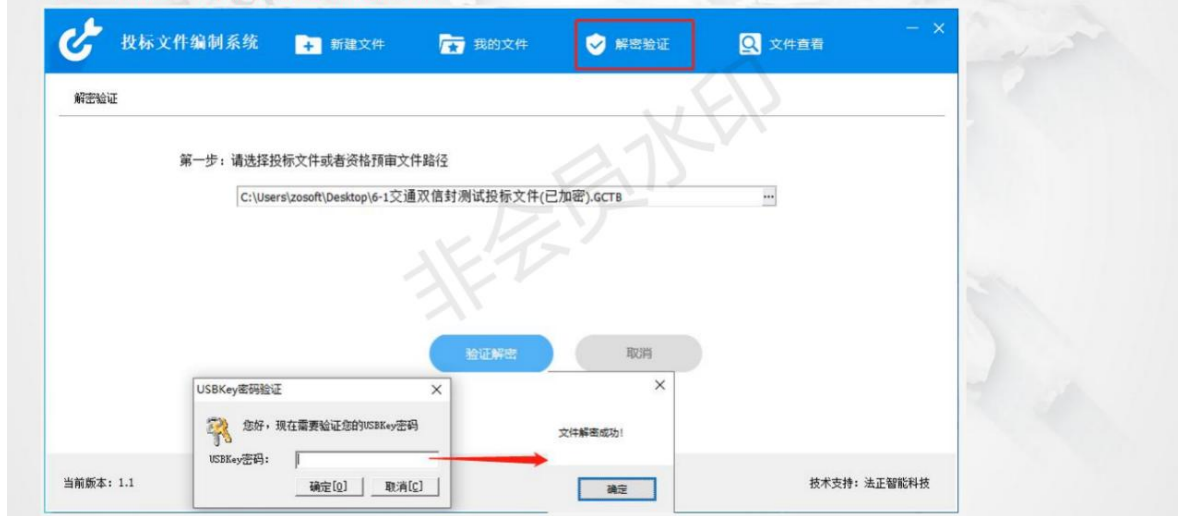 投标文件编制系统 新建文件 我的文件 解密验证 文件查看
解密验证
第一步：请选择投标文件或者资格预审文件路径
C:\Users\zosoft\Desktop\6-1交通双信封测试投标文件(已加密).GCTB ...
非会员水印
验证解密 取消
USBKey密码验证
您好，现在需要验证您的USBKey密码
USBKey密码：
确定[O] 取消[C]
文件解密成功!
确定
当前版本：1.1
技术支持：法正智能科技